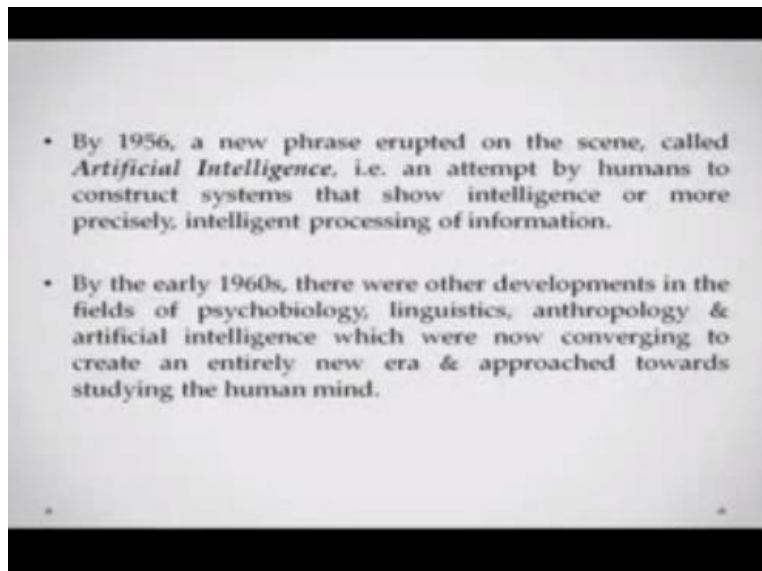 • By 1956, a new phrase erupted on the scene, called
Artificial Intelligence, i.e. an attempt by humans to
construct systems that show intelligence or more
precisely, intelligent processing of information.
• By the early 1960s, there were other developments in the
fields of psychobiology, linguistics, anthropology &
artificial intelligence which were now converging to
create an entirely new era & approached towards
studying the human mind.